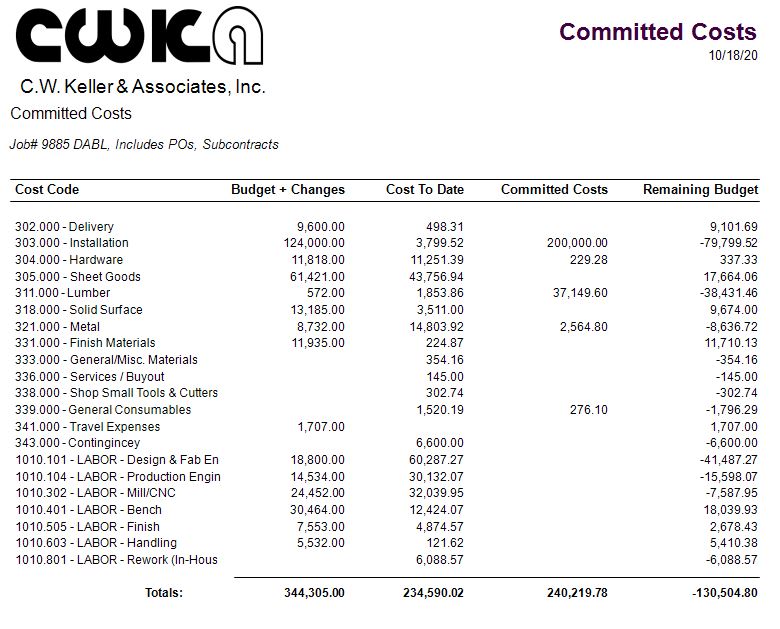 CWKA
Committed Costs
10/18/20
C.W. Keller & Associates, Inc.
Committed Costs
Job# 9885 DABL, Includes POs, Subcontracts
Cost Code Budget + Changes Cost To Date Committed Costs Remaining Budget
302.000 - Delivery 9,600.00 498.31 9,101.69
303.000 - Installation 124,000.00 3,799.52 200,000.00 -79,799.52
304.000 - Hardware 11,818.00 11,251.39 229.28 337.33
305.000 - Sheet Goods 61,421.00 43,756.94 17,664.06
311.000 - Lumber 572.00 1,853.86 37,149.60 -38,431.46
318.000 - Solid Surface 13,185.00 3,511.00 9,674.00
321.000 - Metal 8,732.00 14,803.92 2,564.80 -8,636.72
331.000 - Finish Materials 11,935.00 224.87 11,710.13
333.000 - General/Misc. Materials 354.16 -354.16
336.000 - Services / Buyout 145.00 -145.00
338.000 - Shop Small Tools & Cutters 302.74 -302.74
339.000 - General Consumables 1,520.19 276.10 -1,796.29
341.000 - Travel Expenses 1,707.00 1,707.00
343.000 - Contingincey 6,600.00 -6,600.00
1010.101 - LABOR - Design & Fab En 18,800.00 60,287.27 -41,487.27
1010.104 - LABOR - Production Engin 14,534.00 30,132.07 -15,598.07
1010.302 - LABOR - Mill/CNC 24,452.00 32,039.95 -7,587.95
1010.401 - LABOR - Bench 30,464.00 12,424.07 18,039.93
1010.505 - LABOR - Finish 7,553.00 4,874.57 2,678.43
1010.603 - LABOR - Handling 5,532.00 121.62 5,410.38
1010.801 - LABOR - Rework (In-Hous 6,088.57 -6,088.57
Totals: 344,305.00 234,590.02 240,219.78 -130,504.80